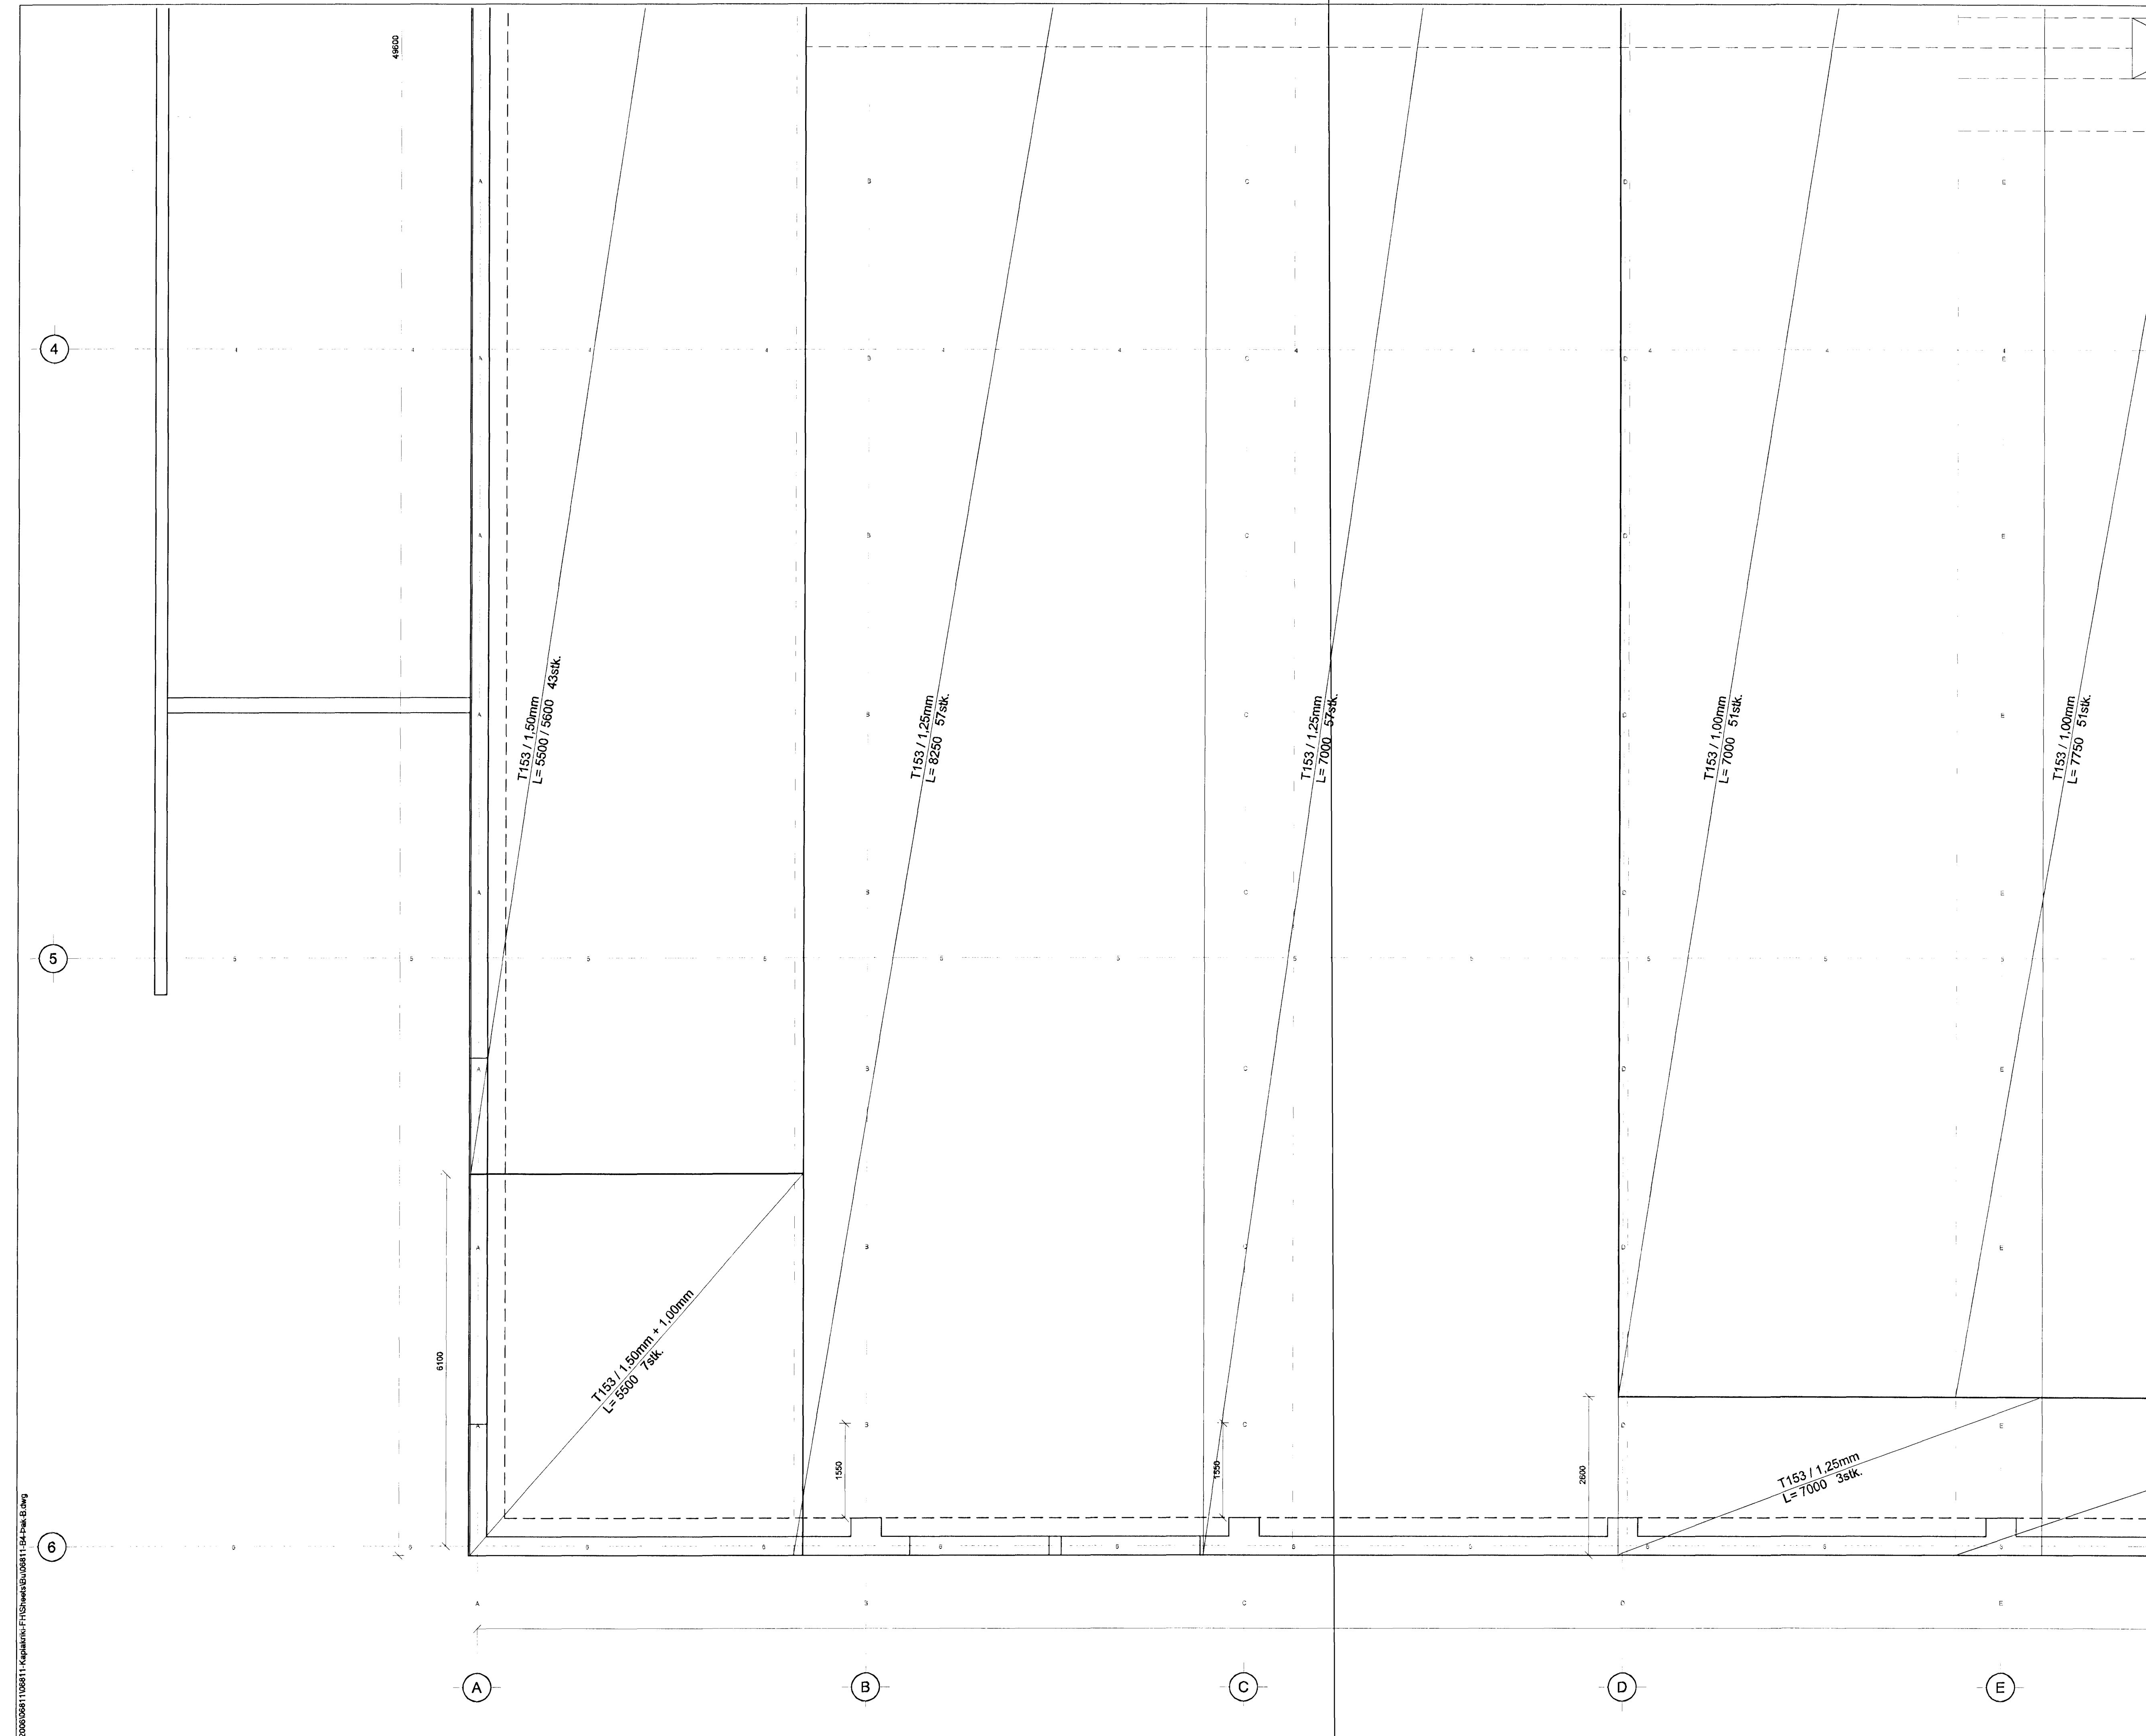 49600
4
T153 / 1,50mm
L= 5500 / 5600 43stk.
T153 / 1,25mm
L= 8250 57stk.
T153 / 1,25mm
L= 7000 57stk.
T153 / 1,00mm
L= 7000 51stk.
T153 / 1,00mm
L= 7750 51stk.
5
6100
T153 / 1,50mm + 1,00mm
L= 5500 7stk.
1550
1550
2600
T153 / 1,25mm
L= 7000 3stk.
6
A
B
C
D
E